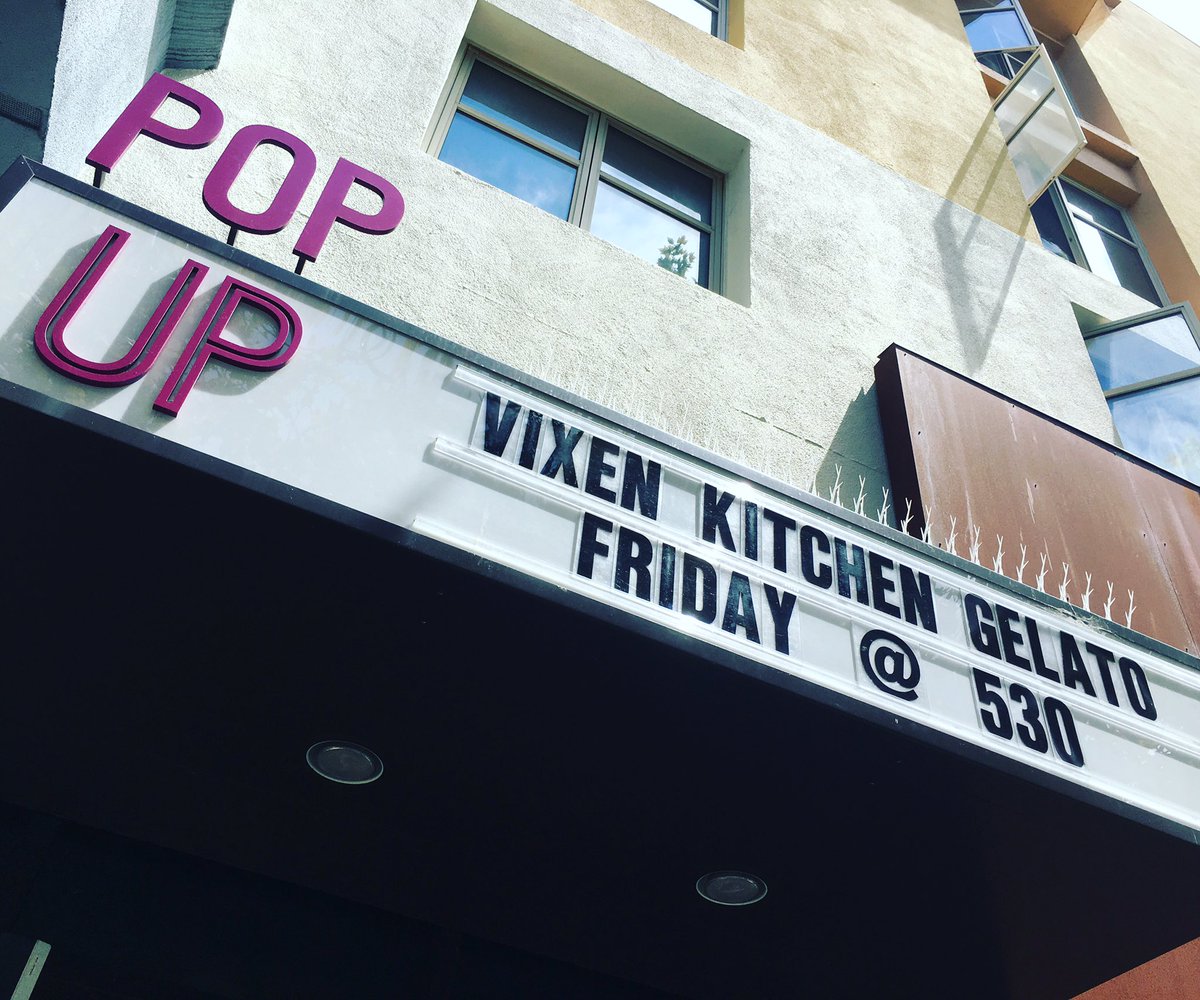 POP
UP
VIXEN KITCHEN GELATO
FRIDAY @ 530